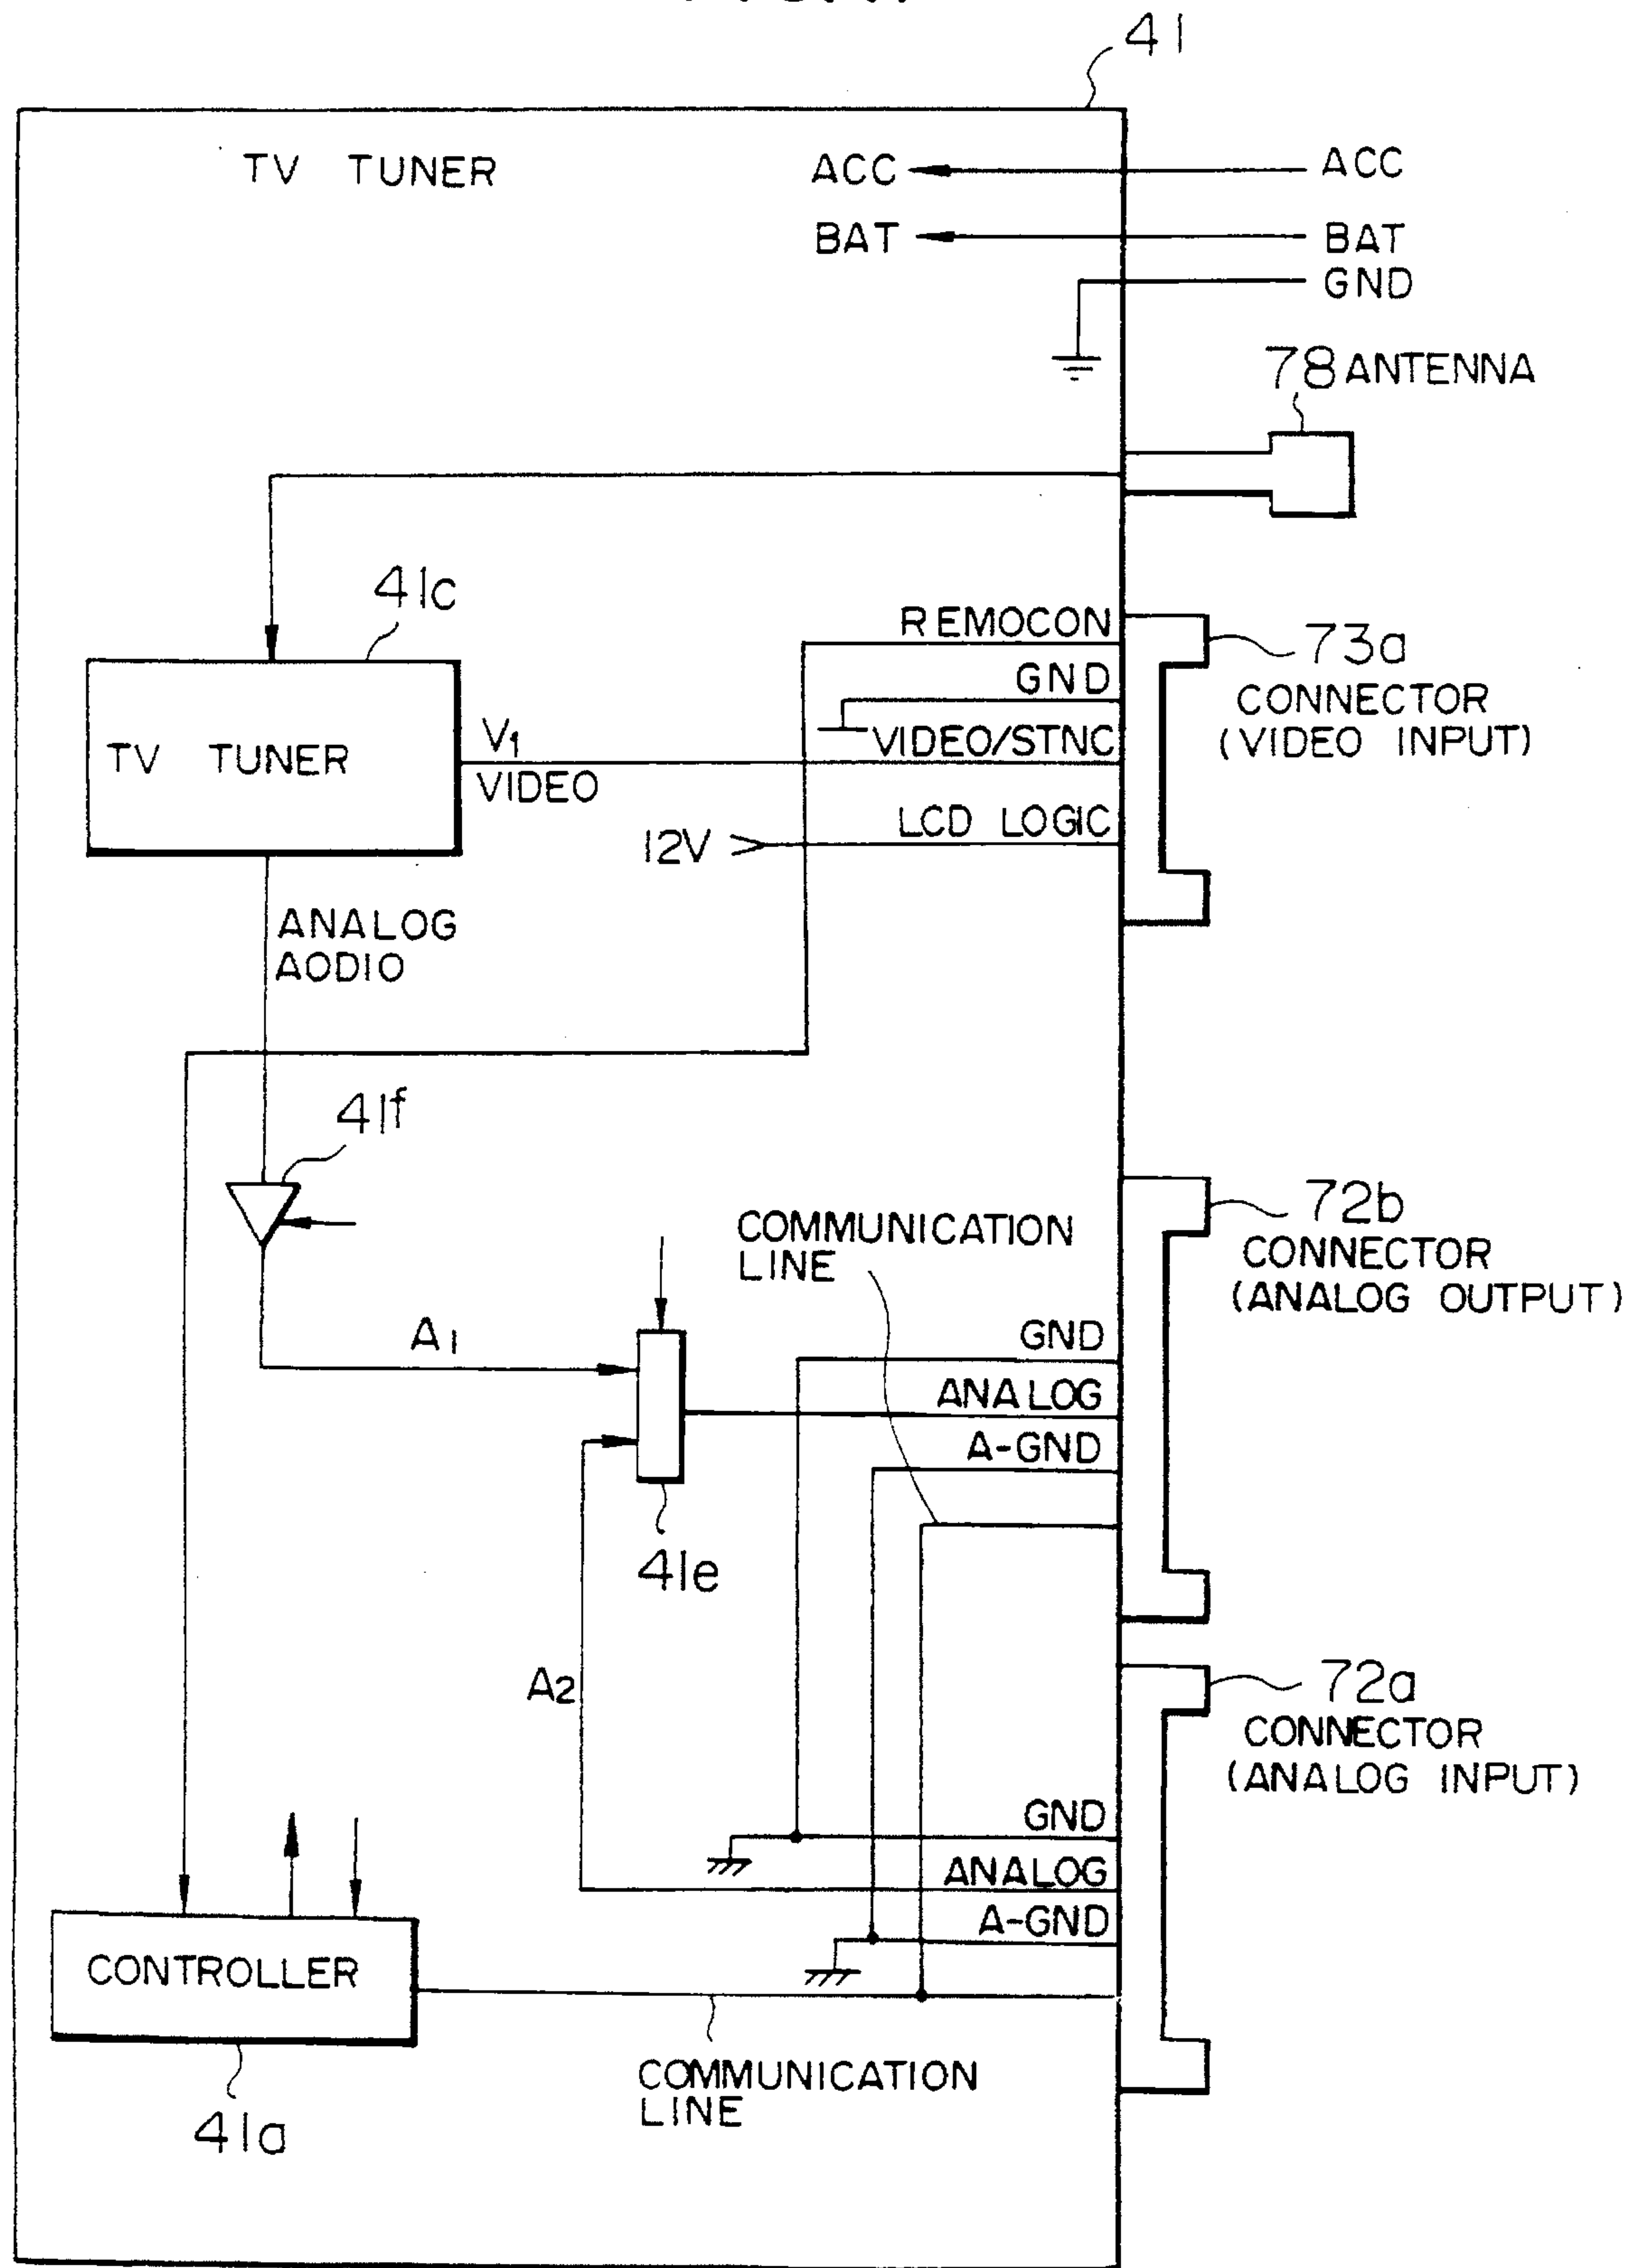 41
TV TUNER
ACC
ACC
BAT
BAT
GND
78 ANTENNA
41c
REMOCON
73a
GND
CONNECTOR
(VIDEO INPUT)
V1
VIDEO/STNC
TV TUNER
VIDEO
LCD LOGIC
12V
ANALOG
AODIO
41f
72b
COMMUNICATION
LINE
CONNECTOR
(ANALOG OUTPUT)
A1
GND
ANALOG
A-GND
41e
A2
72a
CONNECTOR
(ANALOG INPUT)
GND
ANALOG
A-GND
CONTROLLER
COMMUNICATION
LINE
41a